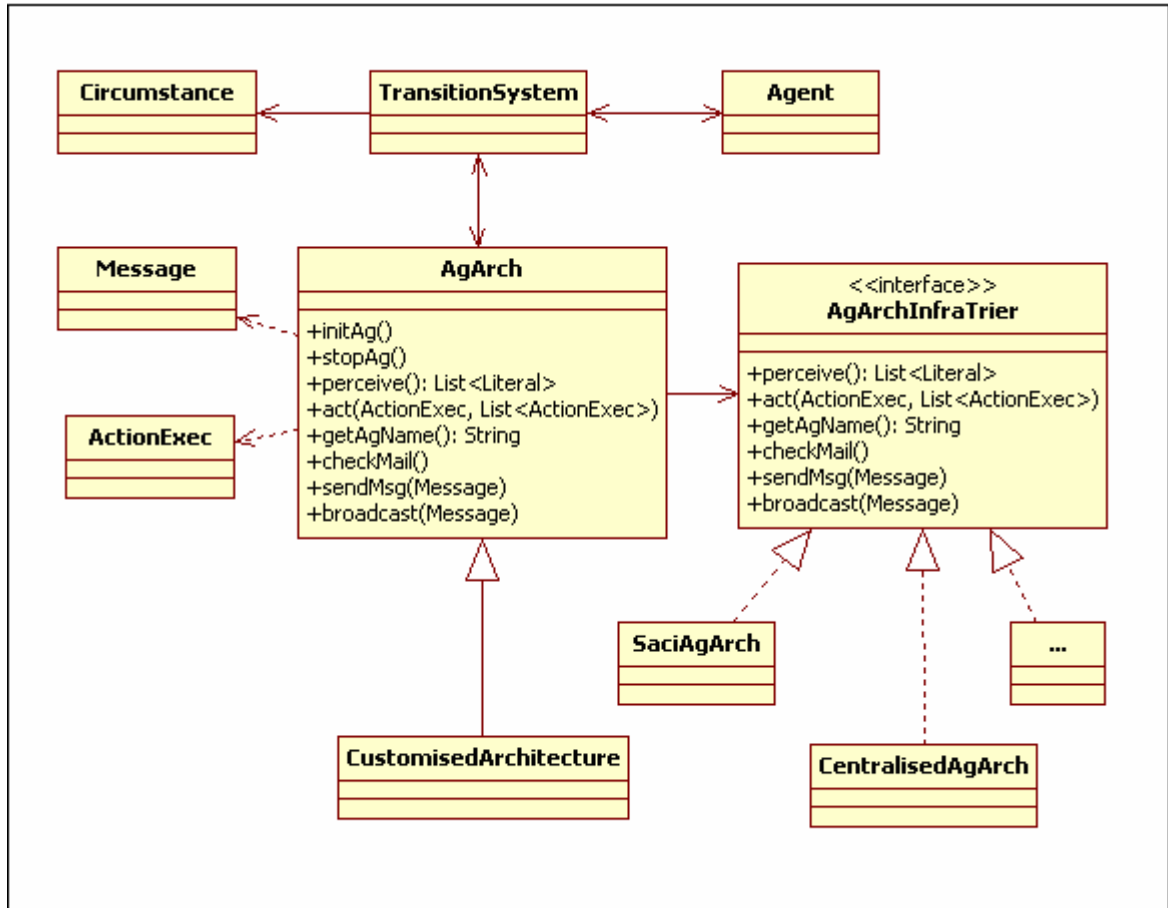 Circumstance
TransitionSystem
Agent
Message
ActionExec
AgArch
+initAg()
+stopAg()
+perceive(): List<Literal>
+act(ActionExec, List<ActionExec>)
+getAgName(): String
+checkMail()
+sendMsg(Message)
+broadcast(Message)
<<interface>>
AgArchInfraTrier
+perceive(): List<Literal>
+act(ActionExec, List<ActionExec>)
+getAgName(): String
+checkMail()
+sendMsg(Message)
+broadcast(Message)
SaciAgArch
...
CustomisedArchitecture
CentralisedAgArch